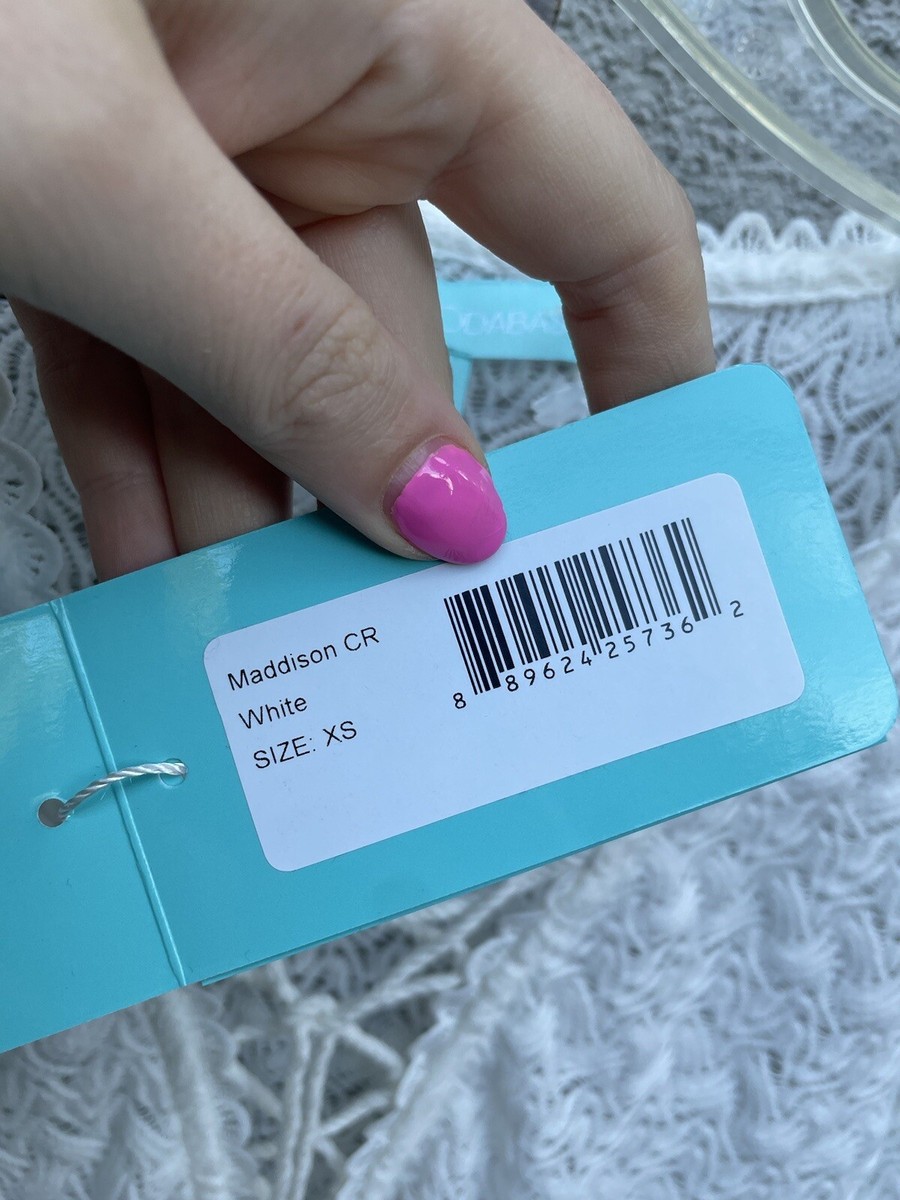 Maddison CR
White
SIZE: XS
8 89624 25736 2